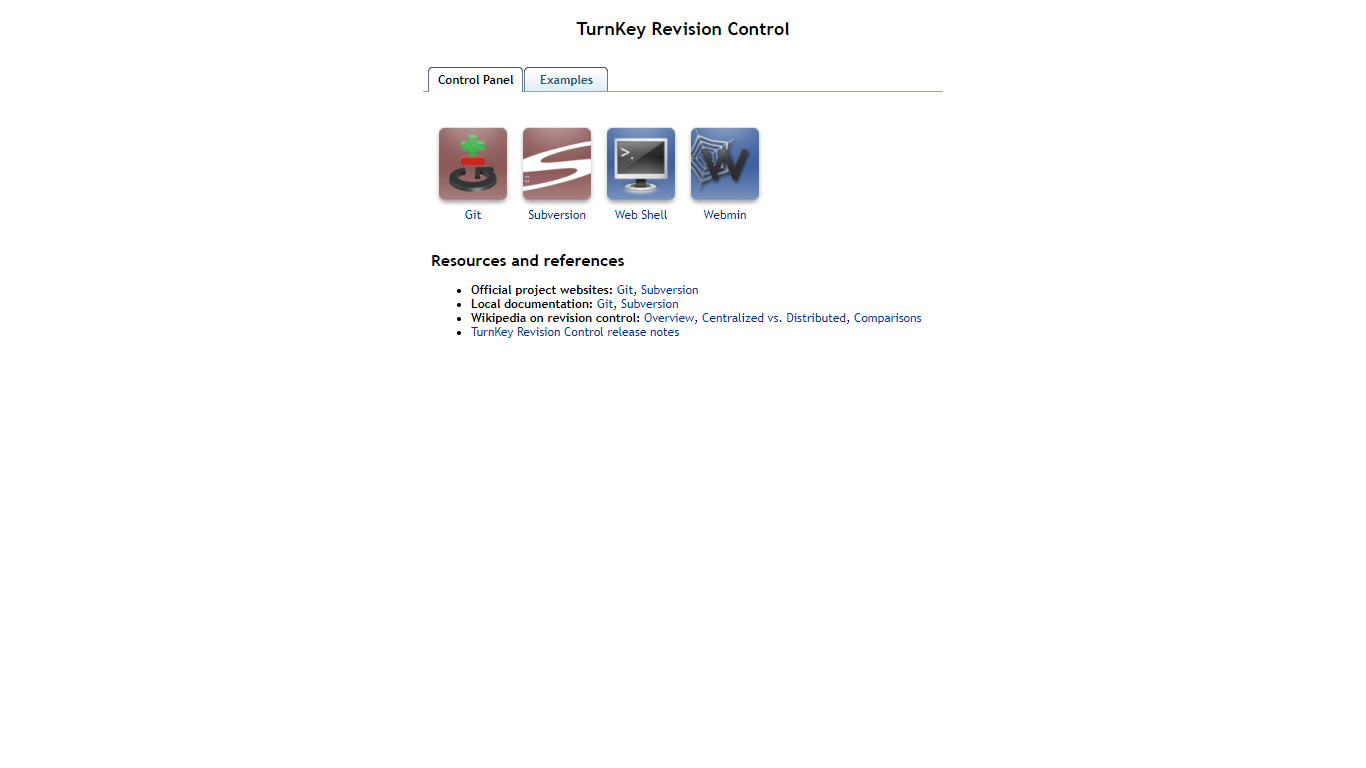 TurnKey Revision Control
Control Panel Examples
>_
Git Subversion Web Shell Webmin
Resources and references
Official project websites: Git, Subversion
Local documentation: Git, Subversion
Wikipedia on revision control: Overview, Centralized vs. Distributed, Comparisons
TurnKey Revision Control release notes